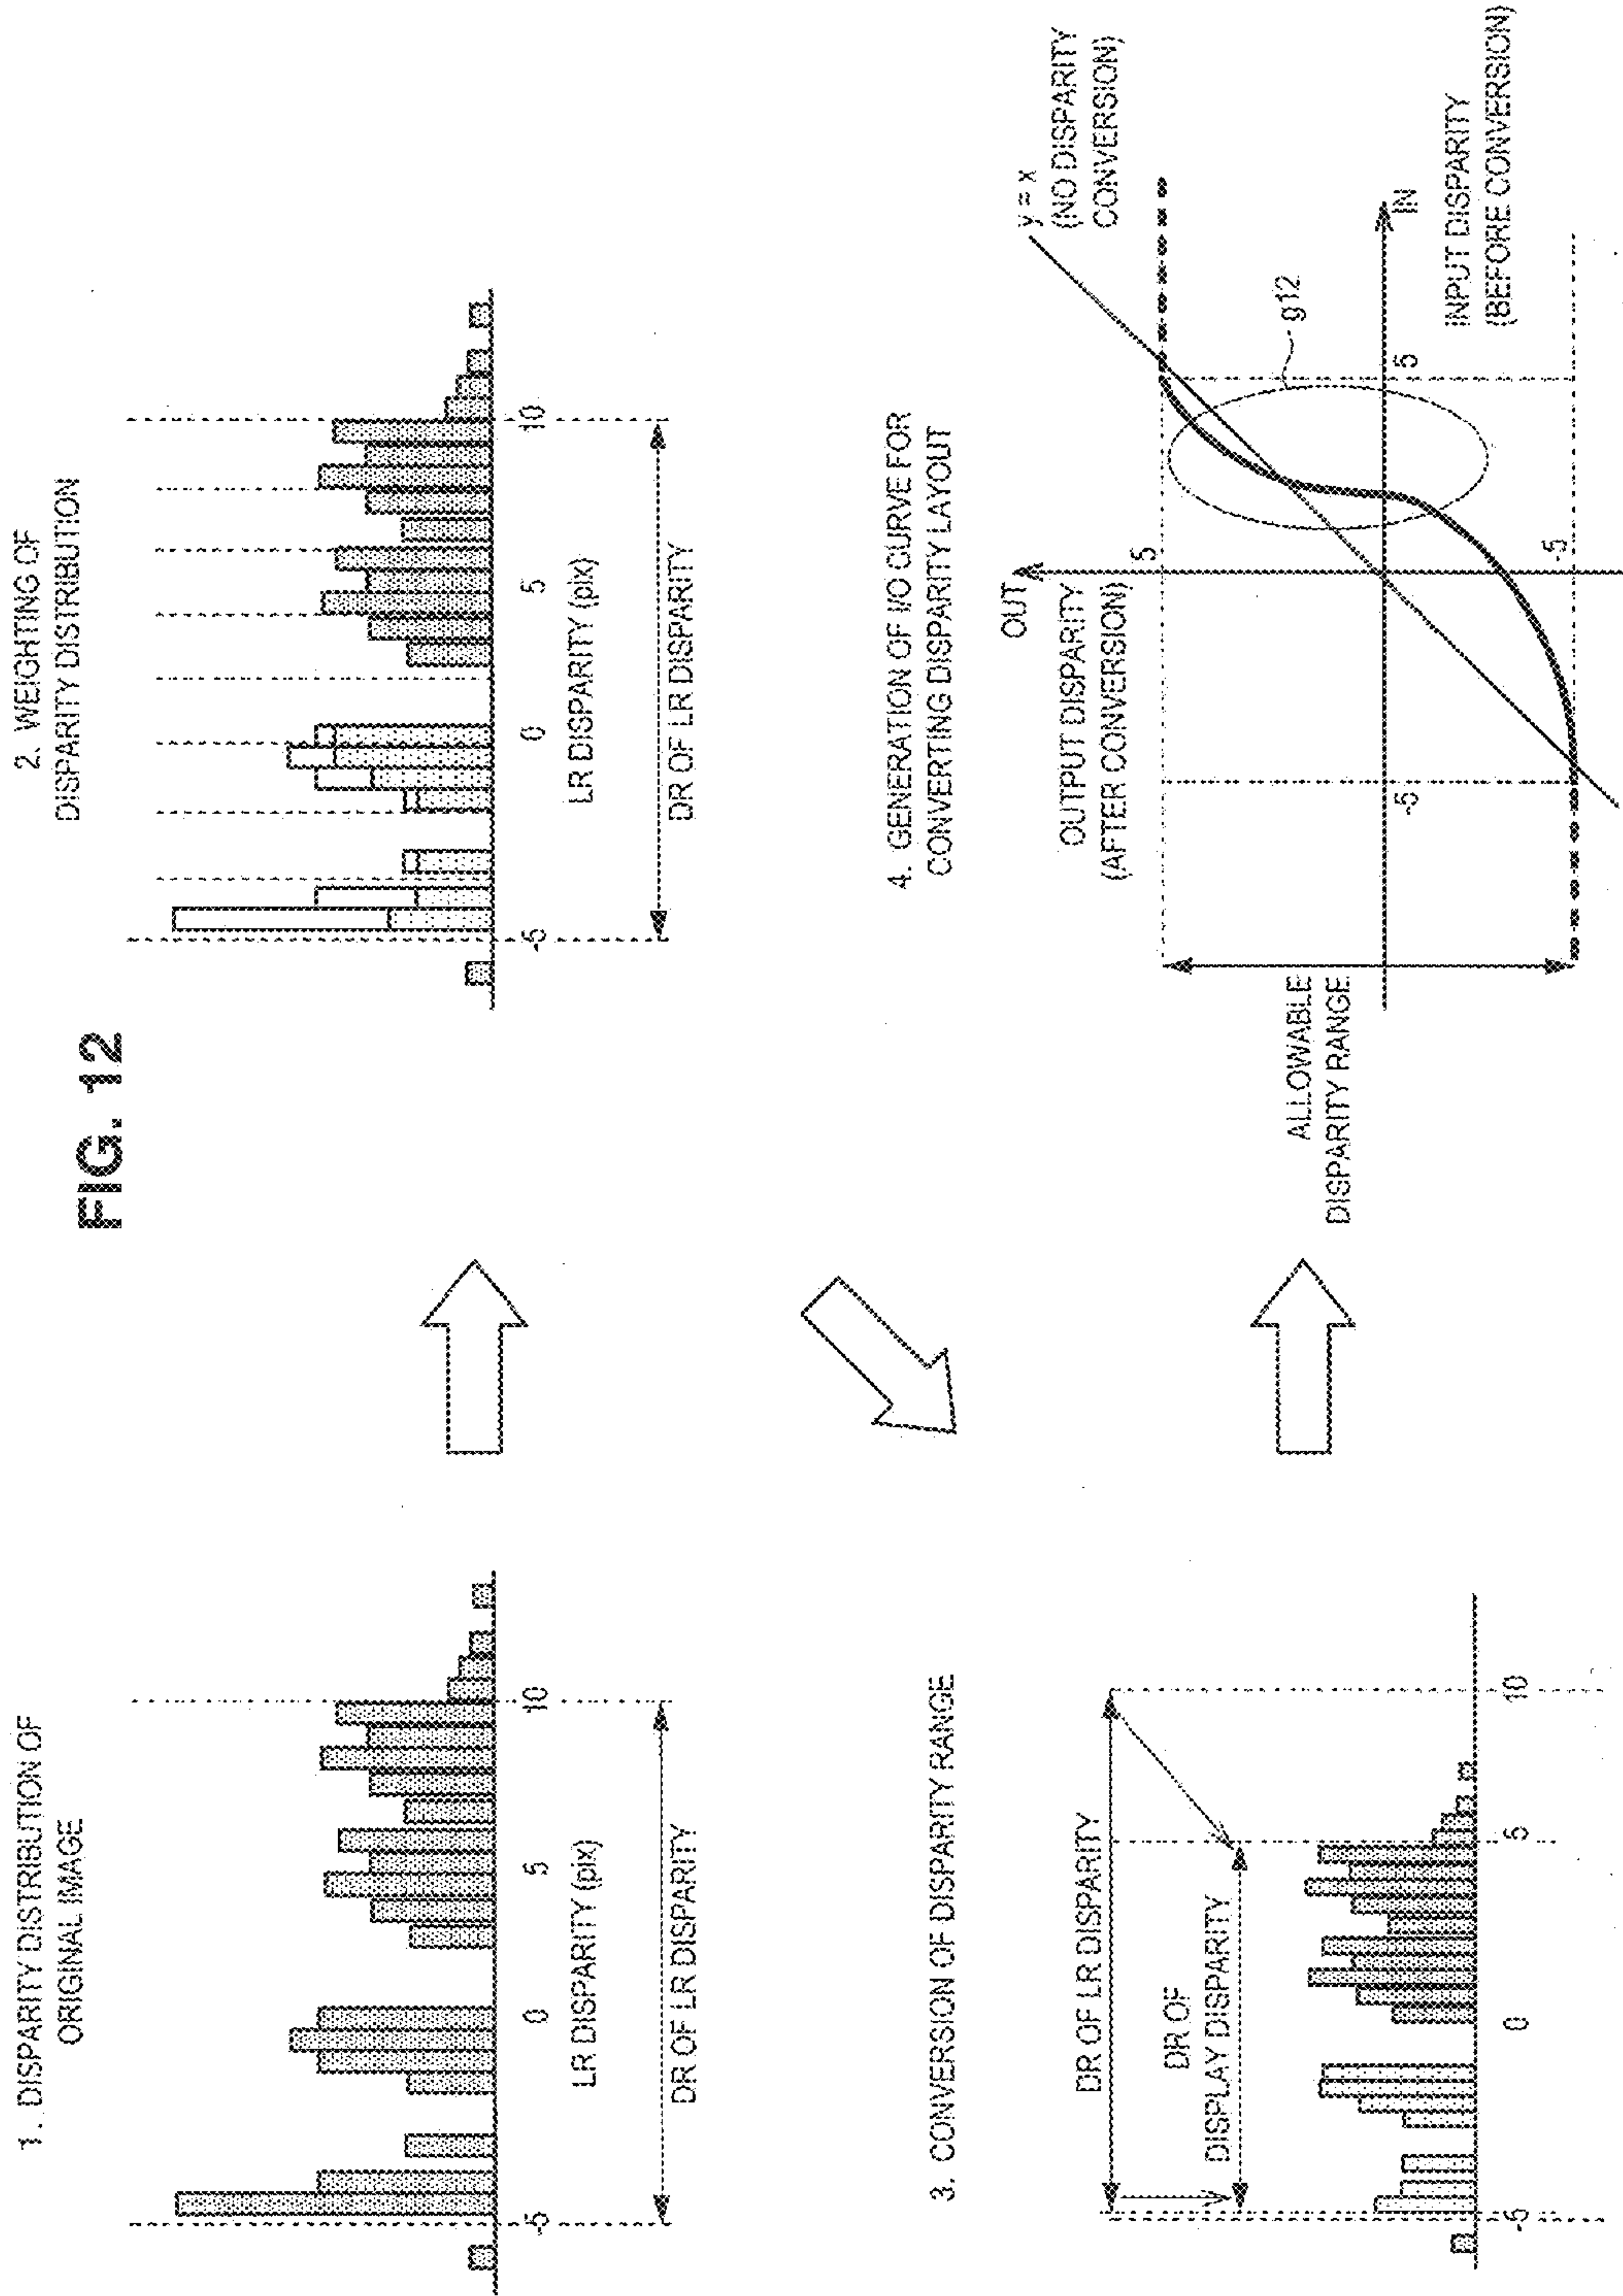 FIG. 12
1. DISPARITY DISTRIBUTION OF
ORIGINAL IMAGE
-5
0
5
10
LR DISPARITY (pix)
DR OF LR DISPARITY
2. WEIGHTING OF
DISPARITY DISTRIBUTION
-5
0
5
10
LR DISPARITY (pix)
DR OF LR DISPARITY
3. CONVERSION OF DISPARITY RANGE
DR OF LR DISPARITY
DR OF
DISPLAY DISPARITY
-5
0
5
10
4. GENERATION OF I/O CURVE FOR
CONVERTING DISPARITY LAYOUT
OUT
OUTPUT DISPARITY
(AFTER CONVERSION)
5
y = x
(NO DISPARITY
CONVERSION)
g12
ALLOWABLE
DISPARITY RANGE
-5
5
IN
INPUT DISPARITY
(BEFORE CONVERSION)
-5